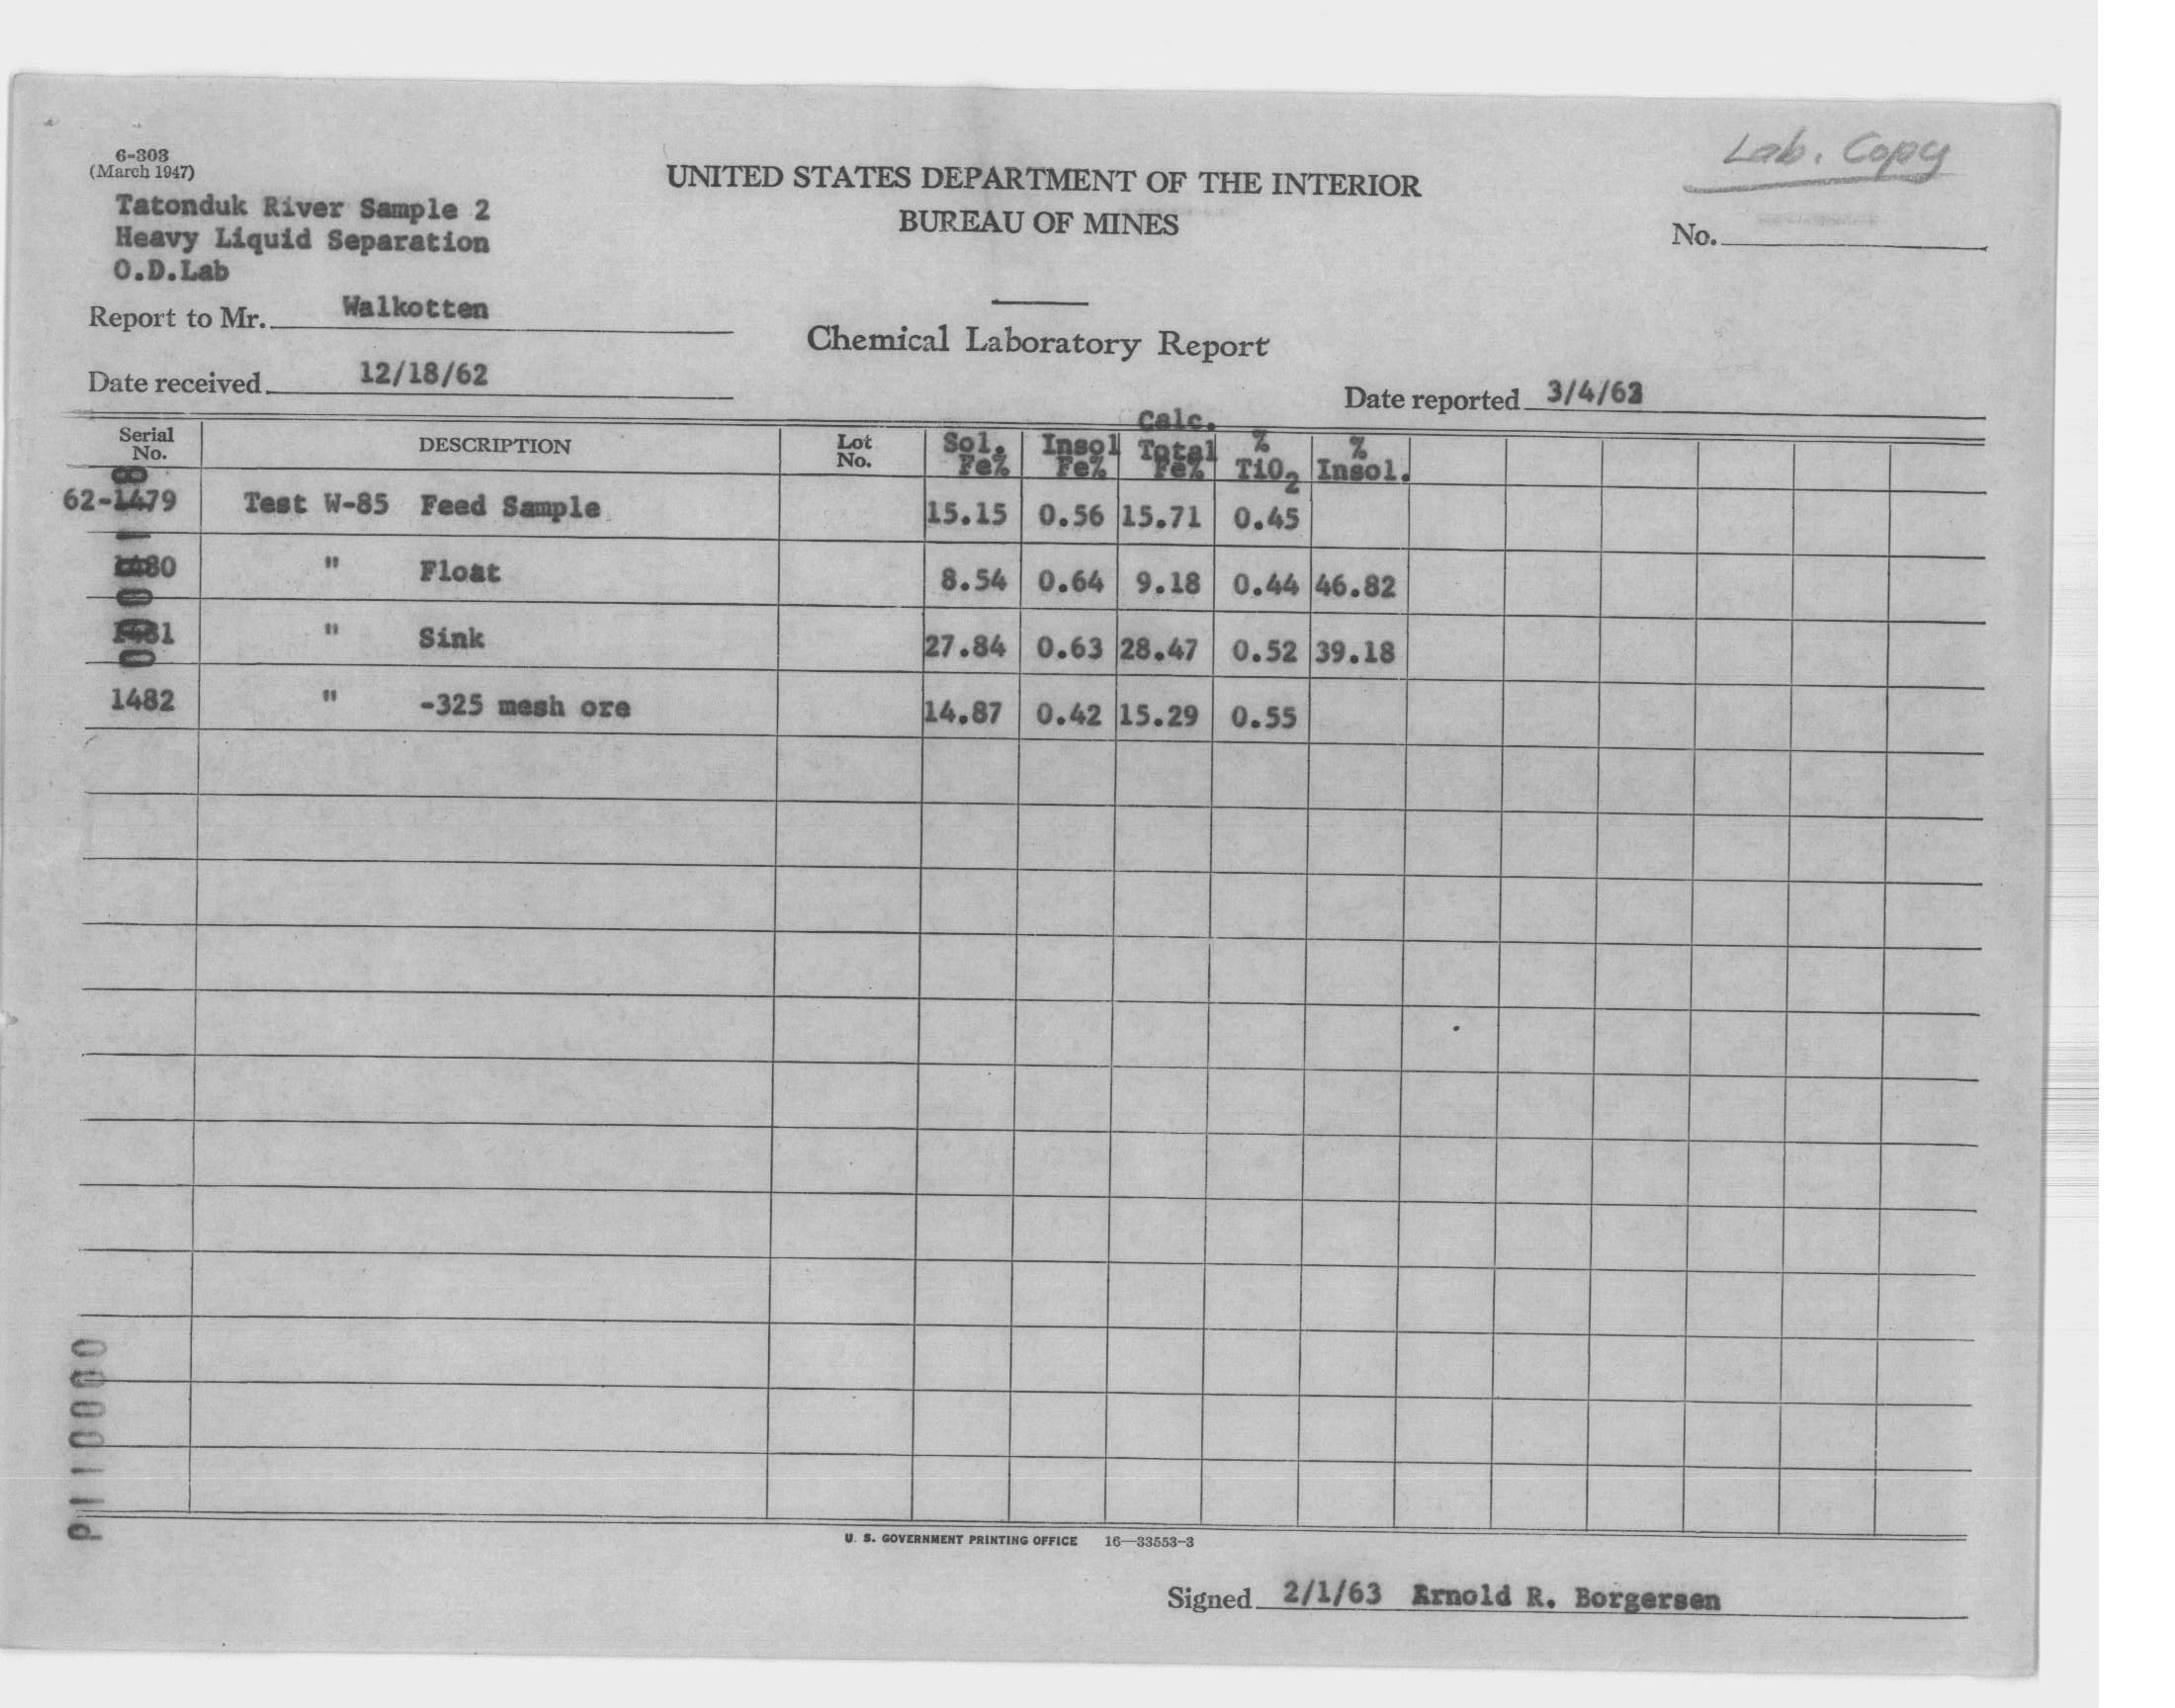 6-303
(March 1947)
Lab. Copy
UNITED STATES DEPARTMENT OF THE INTERIOR
BUREAU OF MINES
No.
Tatonduk River Sample 2
Heavy Liquid Separation
O.D.Lab
Report to Mr. Walkotten
Chemical Laboratory Report
Date received 12/18/62
Date reported 3/4/63
Serial No. DESCRIPTION Lot No. Sol. Fe% Insol Fe% Calc. Total Fe% % TiO2 % Insol.
62-1479 Test W-85 Feed Sample 15.15 0.56 15.71 0.45
1480 " Float 8.54 0.64 9.18 0.44 46.82
1481 " Sink 27.84 0.63 28.47 0.52 39.18
1482 " -325 mesh ore 14.87 0.42 15.29 0.55
U. S. GOVERNMENT PRINTING OFFICE 16—33553-3
Signed 2/1/63 Arnold R. Borgersen